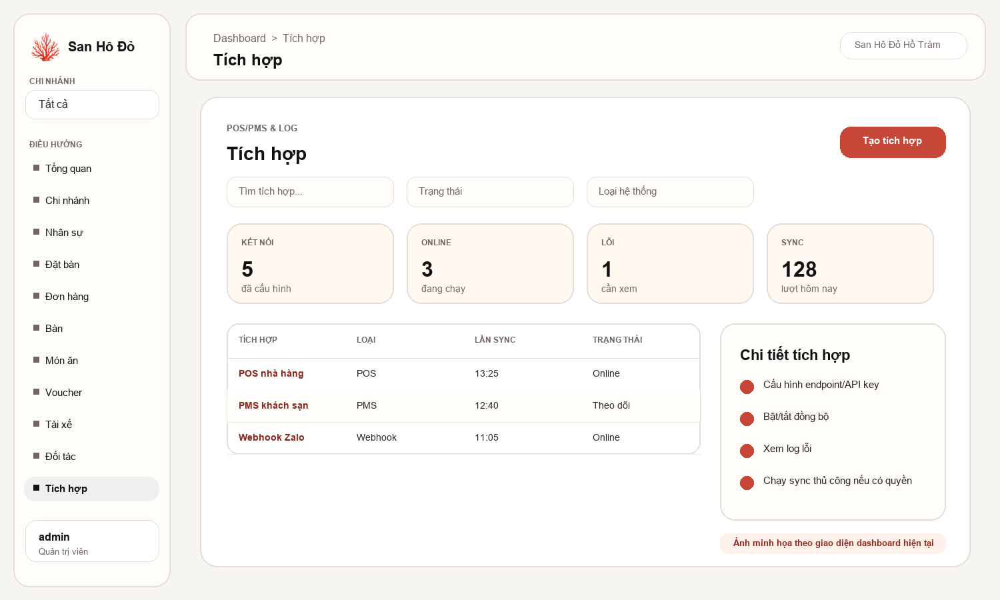 San Hô Đỏ
CHI NHÁNH
Tất cả
ĐIỀU HƯỚNG
Tổng quan
Chi nhánh
Nhân sự
Đặt bàn
Đơn hàng
Bàn
Món ăn
Voucher
Tài xế
Đối tác
Tích hợp
admin
Quản trị viên
Dashboard > Tích hợp
Tích hợp
San Hô Đỏ Hồ Tràm
POS/PMS & LOG
Tích hợp
Tạo tích hợp
Tìm tích hợp...
Trạng thái
Loại hệ thống
KẾT NỐI
5
đã cấu hình
ONLINE
3
đang chạy
LỖI
1
cần xem
SYNC
128
lượt hôm nay
TÍCH HỢP LOẠI LẦN SYNC TRẠNG THÁI
POS nhà hàng POS 13:25 Online
PMS khách sạn PMS 12:40 Theo dõi
Webhook Zalo Webhook 11:05 Online
Chi tiết tích hợp
Cấu hình endpoint/API key
Bật/tắt đồng bộ
Xem log lỗi
Chạy sync thủ công nếu có quyền
Ảnh minh họa theo giao diện dashboard hiện tại